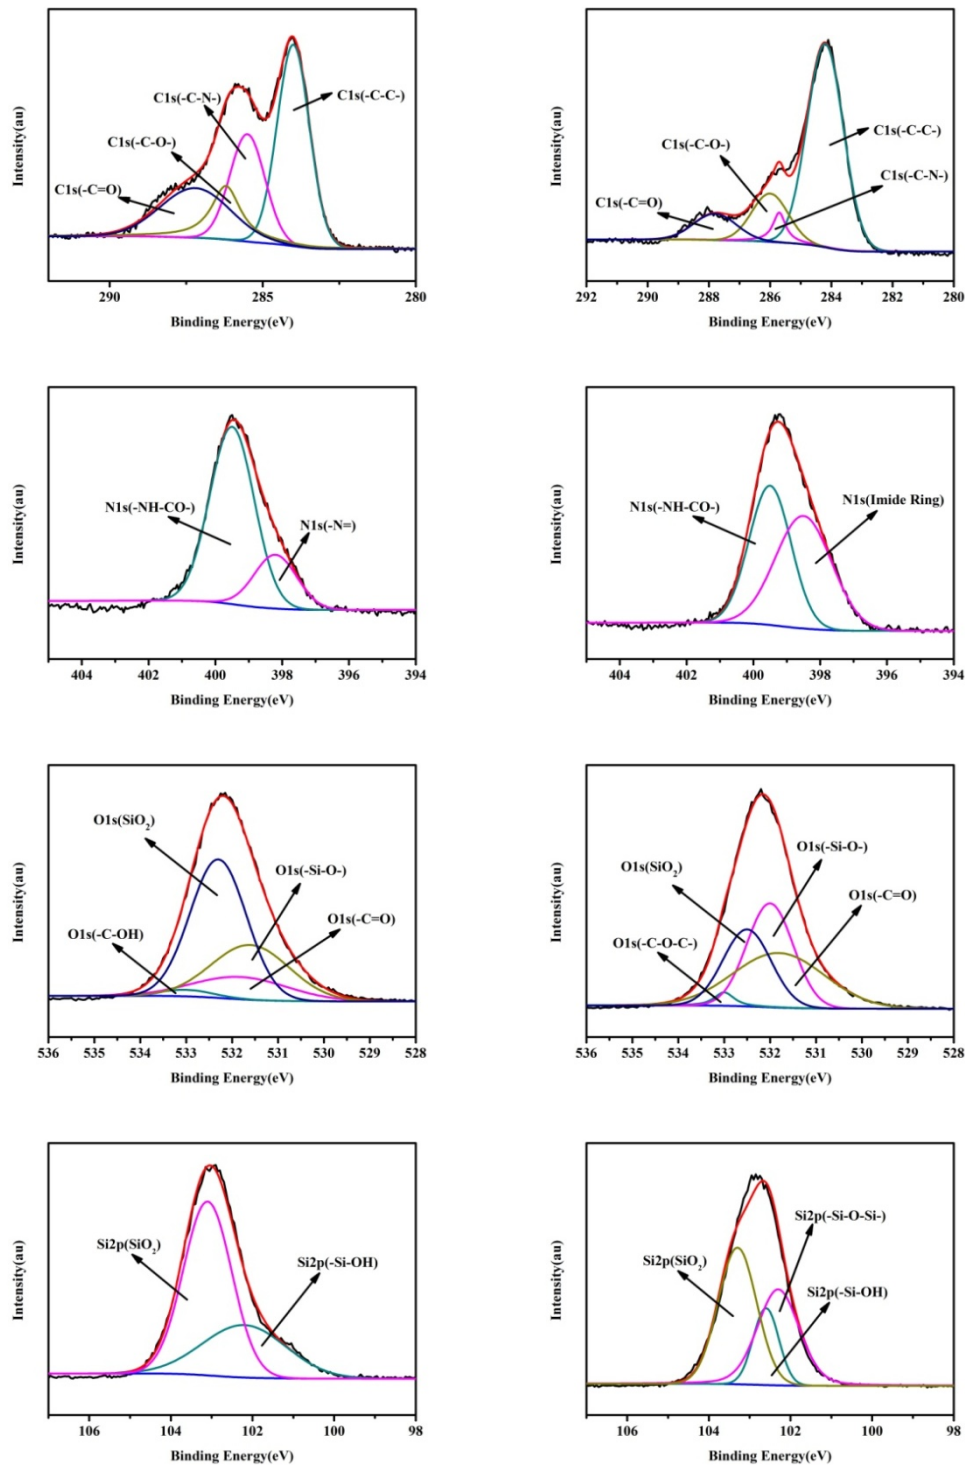 C1s(-C-N-)
C1s(-C-C-)
C1s(-C-O-)
C1s(-C=O)
Intensity(au)
290 285 280
Binding Energy(eV)
C1s(-C-O-)
C1s(-C-C-)
C1s(-C-N-)
C1s(-C=O)
Intensity(au)
292 290 288 286 284 282 280
Binding Energy(eV)
N1s(-NH-CO-)
N1s(-N=)
Intensity(au)
404 402 400 398 396 394
Binding Energy(eV)
N1s(-NH-CO-)
N1s(Imide Ring)
Intensity(au)
404 402 400 398 396 394
Binding Energy(eV)
O1s(SiO₂)
O1s(-Si-O-)
O1s(-C=O)
O1s(-C-OH)
Intensity(au)
536 535 534 533 532 531 530 529 528
Binding Energy(eV)
O1s(-Si-O-)
O1s(SiO₂)
O1s(-C=O)
O1s(-C-O-C-)
Intensity(au)
536 535 534 533 532 531 530 529 528
Binding Energy(eV)
Si2p(SiO₂)
Si2p(-Si-OH)
Intensity(au)
106 104 102 100 98
Binding Energy(eV)
Si2p(-Si-O-Si-)
Si2p(SiO₂)
Si2p(-Si-OH)
Intensity(au)
106 104 102 100 98
Binding Energy(eV)